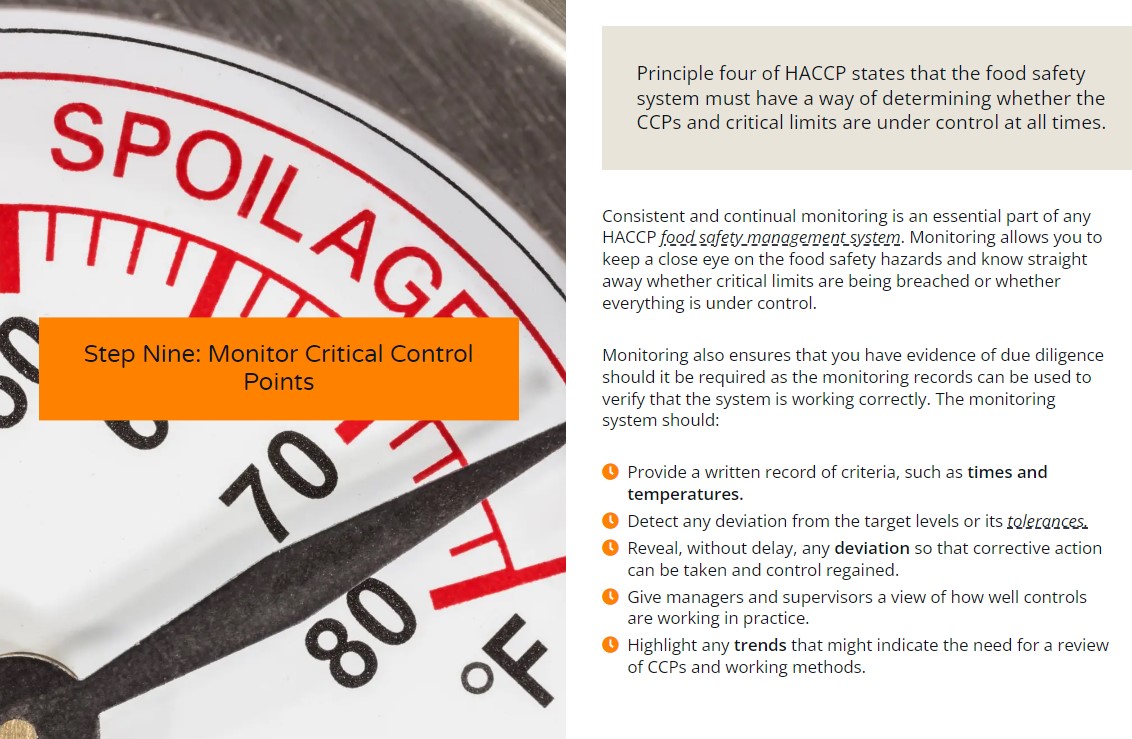 SPOILAGE
60
70
80
°F
Step Nine: Monitor Critical Control
Points
Principle four of HACCP states that the food safety
system must have a way of determining whether the
CCPs and critical limits are under control at all times.
Consistent and continual monitoring is an essential part of any
HACCP food safety management system. Monitoring allows you to
keep a close eye on the food safety hazards and know straight
away whether critical limits are being breached or whether
everything is under control.
Monitoring also ensures that you have evidence of due diligence
should it be required as the monitoring records can be used to
verify that the system is working correctly. The monitoring
system should:
Provide a written record of criteria, such as times and
temperatures.
Detect any deviation from the target levels or its tolerances.
Reveal, without delay, any deviation so that corrective action
can be taken and control regained.
Give managers and supervisors a view of how well controls
are working in practice.
Highlight any trends that might indicate the need for a review
of CCPs and working methods.